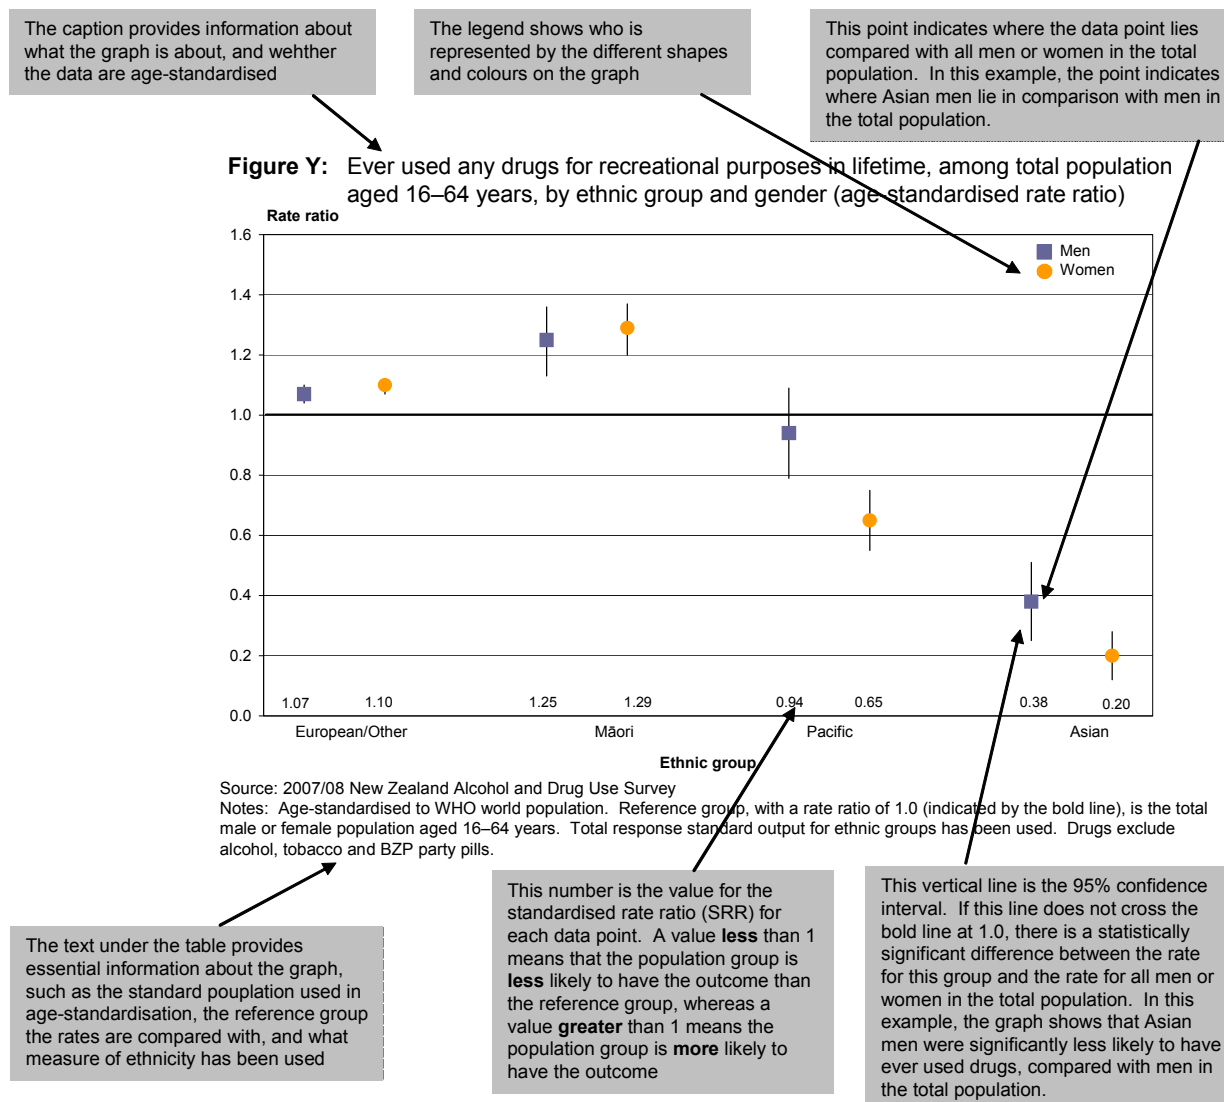 The caption provides information about
what the graph is about, and wehther
the data are age-standardised
The legend shows who is
represented by the different shapes
and colours on the graph
This point indicates where the data point lies
compared with all men or women in the total
population.  In this example, the point indicates
where Asian men lie in comparison with men in
the total population.
Figure Y:  Ever used any drugs for recreational purposes in lifetime, among total population
aged 16–64 years, by ethnic group and gender (age-standardised rate ratio)
Rate ratio
1.6
1.4
1.2
1.0
0.8
0.6
0.4
0.2
0.0
Men
Women
1.07 1.10 1.25 1.29 0.94 0.65 0.38 0.20
European/Other Māori Pacific Asian
Ethnic group
Source: 2007/08 New Zealand Alcohol and Drug Use Survey
Notes:  Age-standardised to WHO world population.  Reference group, with a rate ratio of 1.0 (indicated by the bold line), is the total
male or female population aged 16–64 years.  Total response standard output for ethnic groups has been used.  Drugs exclude
alcohol, tobacco and BZP party pills.
The text under the table provides
essential information about the graph,
such as the standard pouplation used in
age-standardisation, the reference group
the rates are compared with, and what
measure of ethnicity has been used
This number is the value for the
standardised rate ratio (SRR) for
each data point.  A value less than 1
means that the population group is
less likely to have the outcome than
the reference group, whereas a
value greater than 1 means the
population group is more likely to
have the outcome
This vertical line is the 95% confidence
interval.  If this line does not cross the
bold line at 1.0, there is a statistically
significant difference between the rate
for this group and the rate for all men or
women in the total population.  In this
example, the graph shows that Asian
men were significantly less likely to have
ever used drugs, compared with men in
the total population.